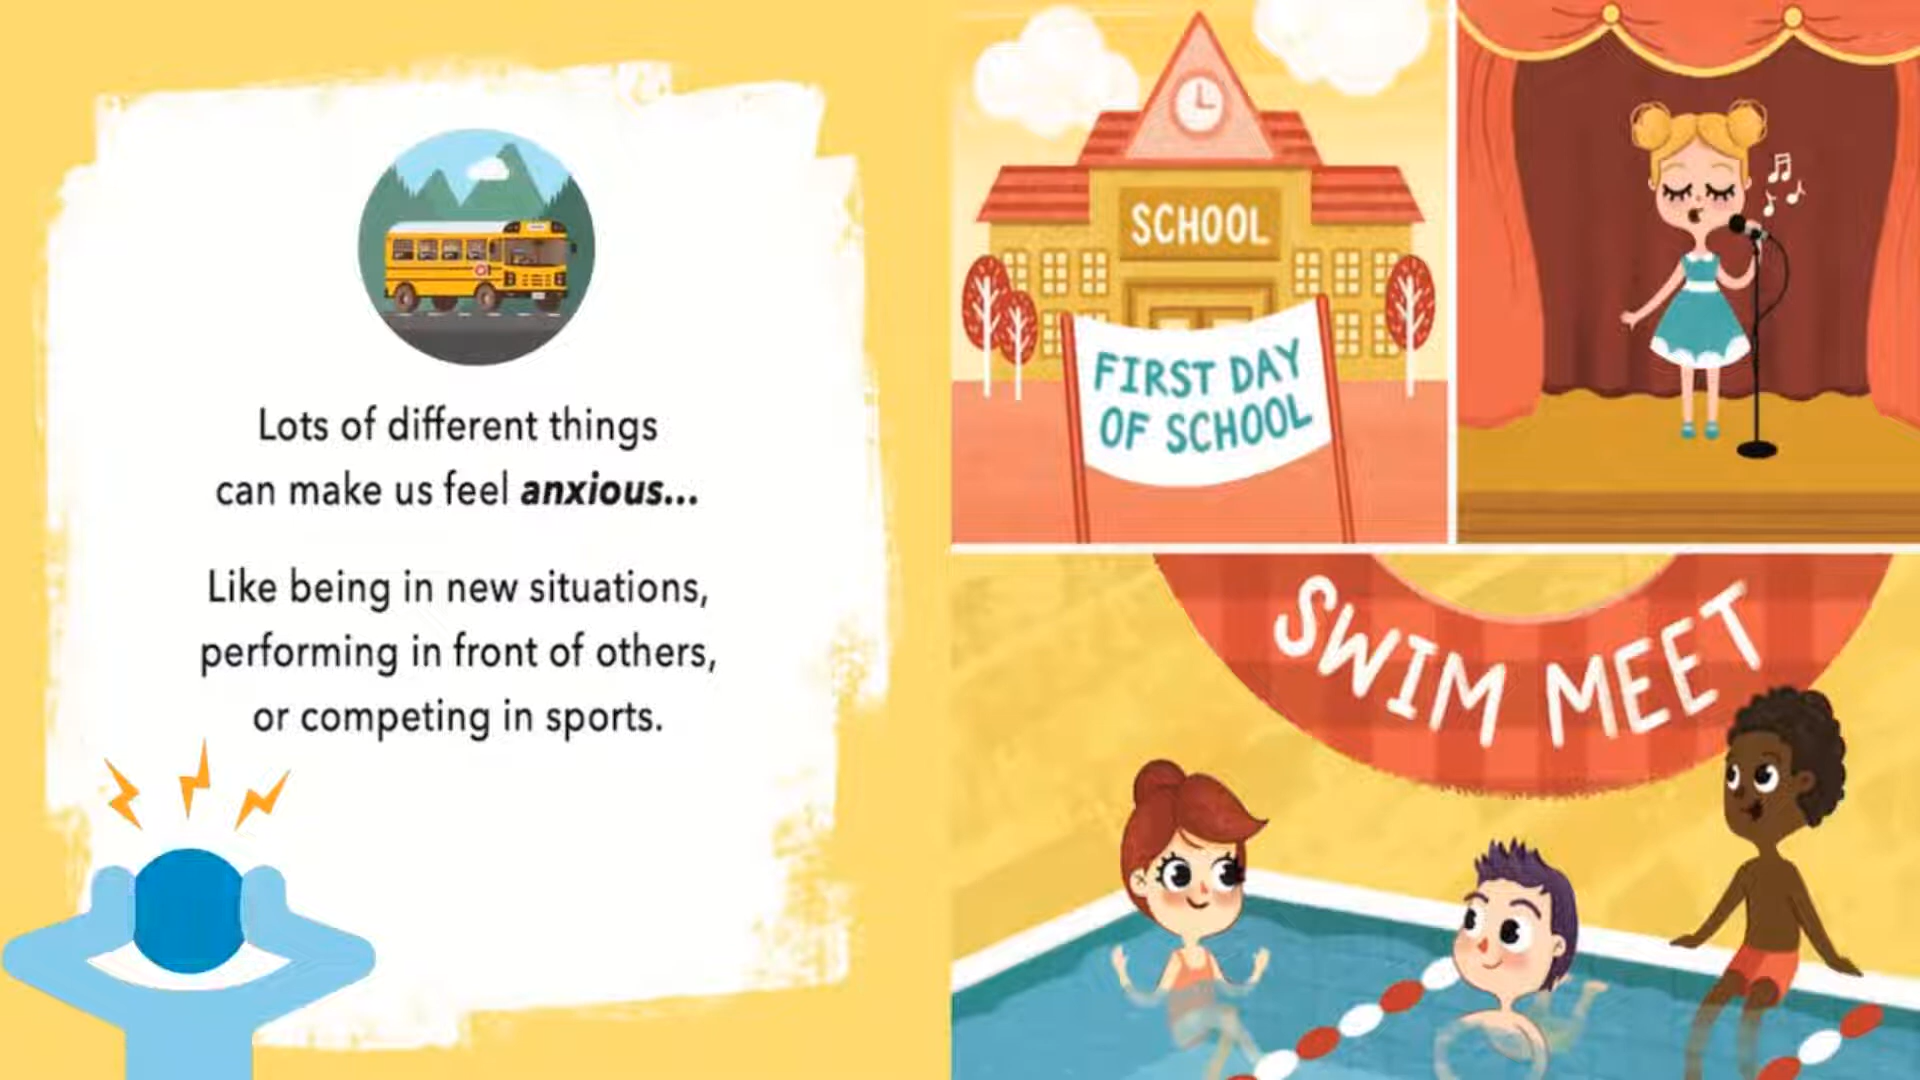 Lots of different things
can make us feel anxious...
Like being in new situations,
performing in front of others,
or competing in sports.
SCHOOL
FIRST DAY
OF SCHOOL
SWIM MEET